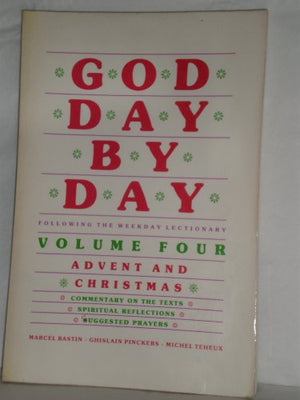 GOD
DAY
BY
DAY
FOLLOWING THE WEEKDAY LECTIONARY
VOLUME FOUR
ADVENT AND
CHRISTMAS
COMMENTARY ON THE TEXTS
SPIRITUAL REFLECTIONS
SUGGESTED PRAYERS
MARCEL BASTIN · GHISLAIN PINCKERS · MICHEL TEHEUX